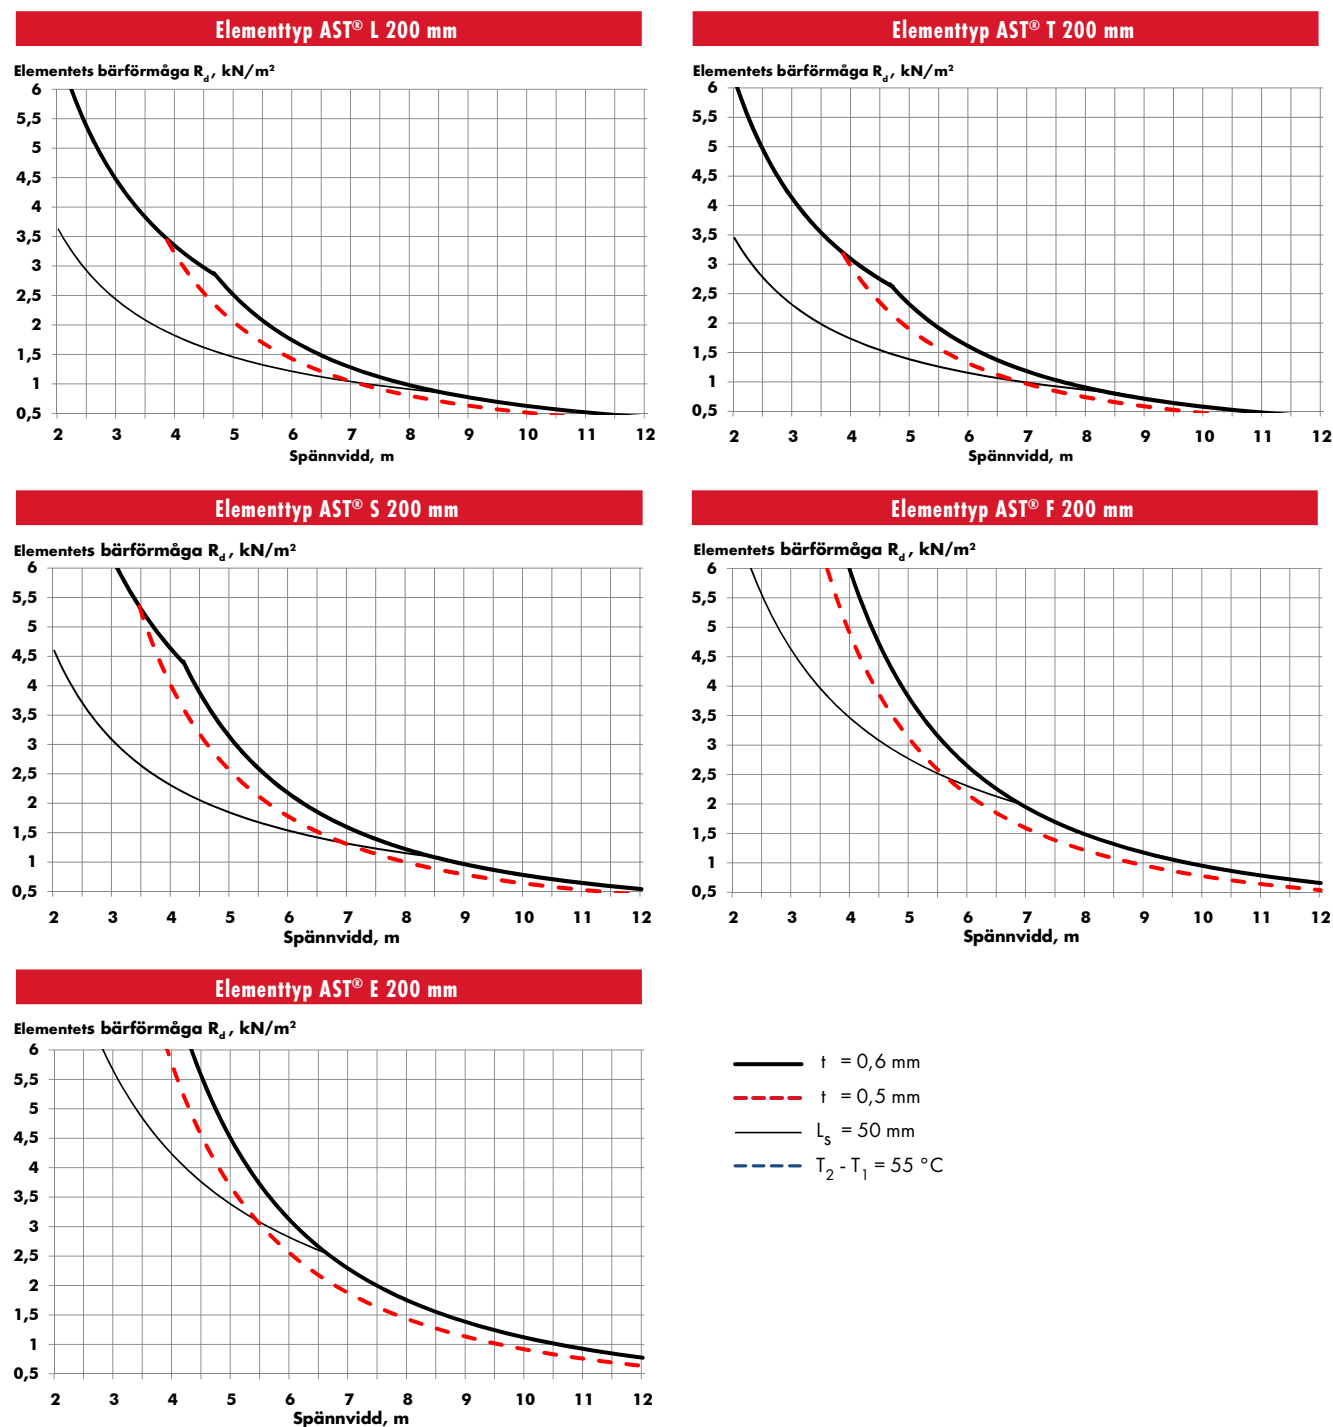 Elementtyp AST® L 200 mm
Elementets bärförmåga Rd, kN/m²
6
5,5
5
4,5
4
3,5
3
2,5
2
1,5
1
0,5
2 3 4 5 6 7 8 9 10 11 12
Spännvidd, m
Elementtyp AST® T 200 mm
Elementets bärförmåga Rd, kN/m²
6
5,5
5
4,5
4
3,5
3
2,5
2
1,5
1
0,5
2 3 4 5 6 7 8 9 10 11 12
Spännvidd, m
Elementtyp AST® S 200 mm
Elementets bärförmåga Rd, kN/m²
6
5,5
5
4,5
4
3,5
3
2,5
2
1,5
1
0,5
2 3 4 5 6 7 8 9 10 11 12
Spännvidd, m
Elementtyp AST® F 200 mm
Elementets bärförmåga Rd, kN/m²
6
5,5
5
4,5
4
3,5
3
2,5
2
1,5
1
0,5
2 3 4 5 6 7 8 9 10 11 12
Spännvidd, m
Elementtyp AST® E 200 mm
Elementets bärförmåga Rd, kN/m²
6
5,5
5
4,5
4
3,5
3
2,5
2
1,5
1
0,5
2 3 4 5 6 7 8 9 10 11 12
Spännvidd, m
t = 0,6 mm
t = 0,5 mm
Ls = 50 mm
T2 - T1 = 55 °C